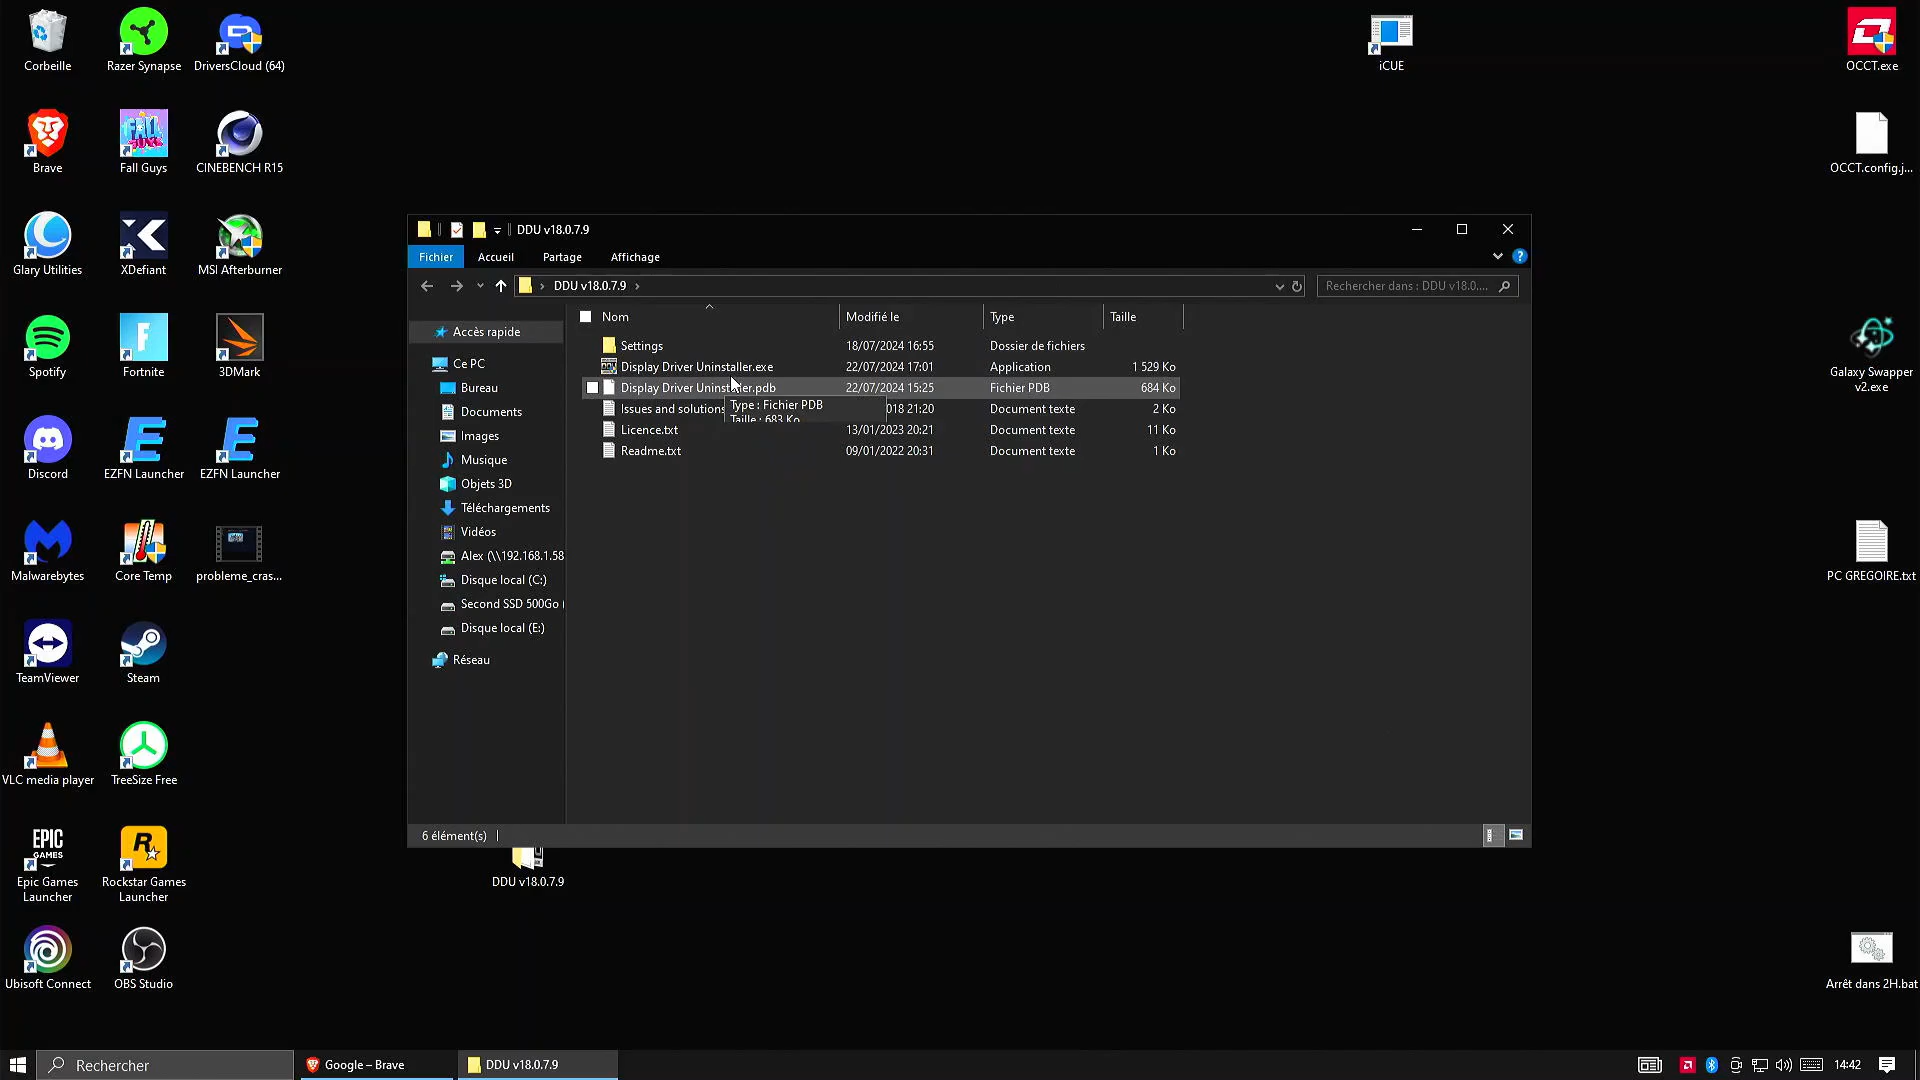 Corbeille
Razer Synapse
DriversCloud (64)
iCUE
OCCT.exe
Brave
Fall Guys
CINEBENCH R15
OCCT.config.j...
Glary Utilities
XDefiant
MSI Afterburner
Spotify
Fortnite
3DMark
Galaxy Swapper
v2.exe
Discord
EZFN Launcher
EZFN Launcher
Malwarebytes
Core Temp
probleme_cras...
PC GREGOIRE.txt
TeamViewer
Steam
VLC media player
TreeSize Free
EPIC
GAMES
Epic Games
Launcher
Rockstar Games
Launcher
Ubisoft Connect
OBS Studio
Arrêt dans 2H.bat
DDU v18.0.7.9
DDU v18.0.7.9
Fichier
Accueil
Partage
Affichage
DDU v18.0.7.9
Rechercher dans : DDU v18.0....
Nom
Modifié le
Type
Taille
Settings
18/07/2024 16:55
Dossier de fichiers
Display Driver Uninstaller.exe
22/07/2024 17:01
Application
1 529 Ko
Display Driver Uninstaller.pdb
22/07/2024 15:25
Fichier PDB
684 Ko
Issues and solutions
018 21:20
Document texte
2 Ko
Type : Fichier PDB
Taille : 683 Ko
Licence.txt
13/01/2023 20:21
Document texte
11 Ko
Readme.txt
09/01/2022 20:31
Document texte
1 Ko
Accès rapide
Ce PC
Bureau
Documents
Images
Musique
Objets 3D
Téléchargements
Vidéos
Alex (\\192.168.1.58
Disque local (C:)
Second SSD 500Go (
Disque local (E:)
Réseau
6 élément(s)
Rechercher
Google – Brave
DDU v18.0.7.9
14:42